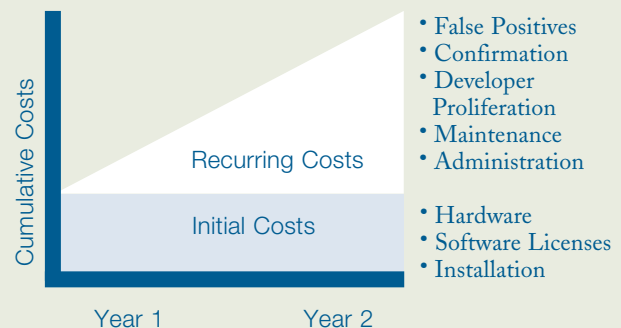 Cumulative Costs
Recurring Costs
Initial Costs
Year 1
Year 2
• False Positives
• Confirmation
• Developer
Proliferation
• Maintenance
• Administration
• Hardware
• Software Licenses
• Installation